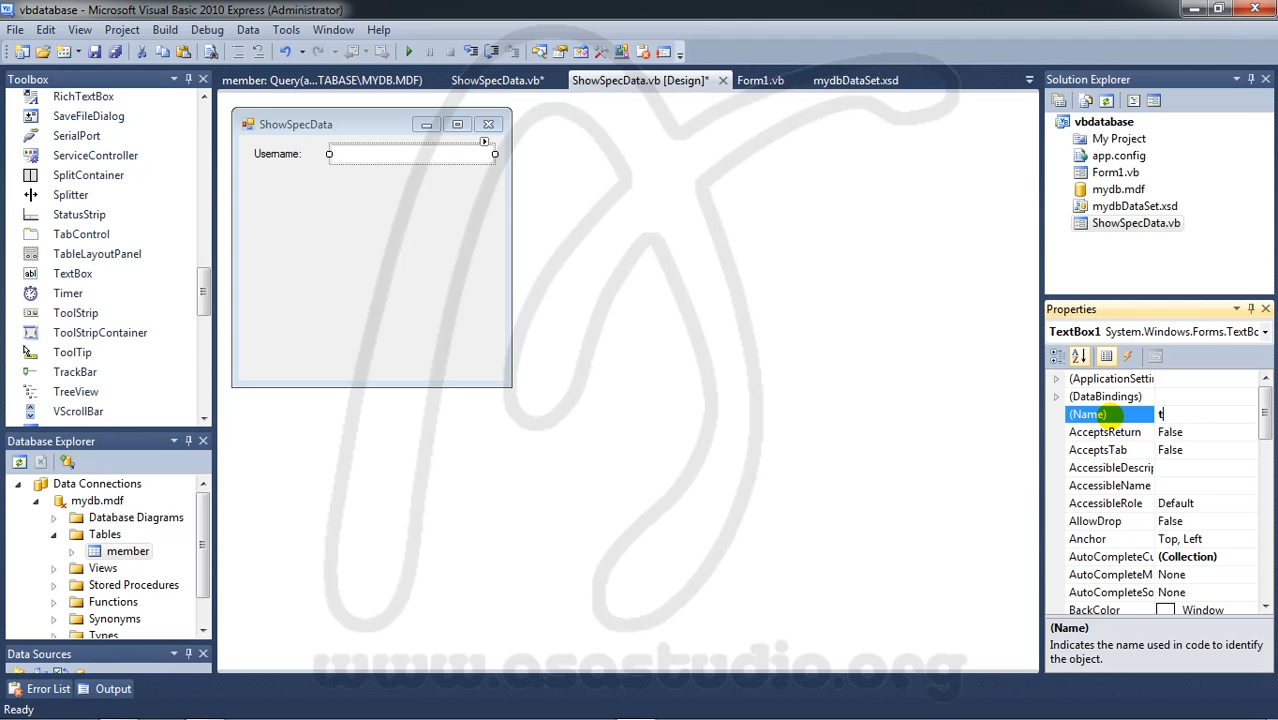 vbdatabase - Microsoft Visual Basic 2010 Express (Administrator)
File Edit View Project Build Debug Data Tools Window Help
Toolbox
RichTextBox
SaveFileDialog
SerialPort
ServiceController
SplitContainer
Splitter
StatusStrip
TabControl
TableLayoutPanel
TextBox
Timer
ToolStrip
ToolStripContainer
ToolTip
TrackBar
TreeView
VScrollBar
Database Explorer
Data Connections
mydb.mdf
Database Diagrams
Tables
member
Views
Stored Procedures
Functions
Synonyms
Types
Data Sources
Error List Output
Ready
member: Query(a...TABASE\MYDB.MDF) ShowSpecData.vb* ShowSpecData.vb [Design]* Form1.vb mydbDataSet.xsd
ShowSpecData
Username:
www.asastudio.org
Solution Explorer
vbdatabase
My Project
app.config
Form1.vb
mydb.mdf
mydbDataSet.xsd
ShowSpecData.vb
Properties
TextBox1 System.Windows.Forms.TextBo
(ApplicationSetti
(DataBindings)
(Name) t
AcceptsReturn False
AcceptsTab False
AccessibleDescrip
AccessibleName
AccessibleRole Default
AllowDrop False
Anchor Top, Left
AutoCompleteCu (Collection)
AutoCompleteM None
AutoCompleteSo None
BackColor Window
(Name)
Indicates the name used in code to identify
the object.